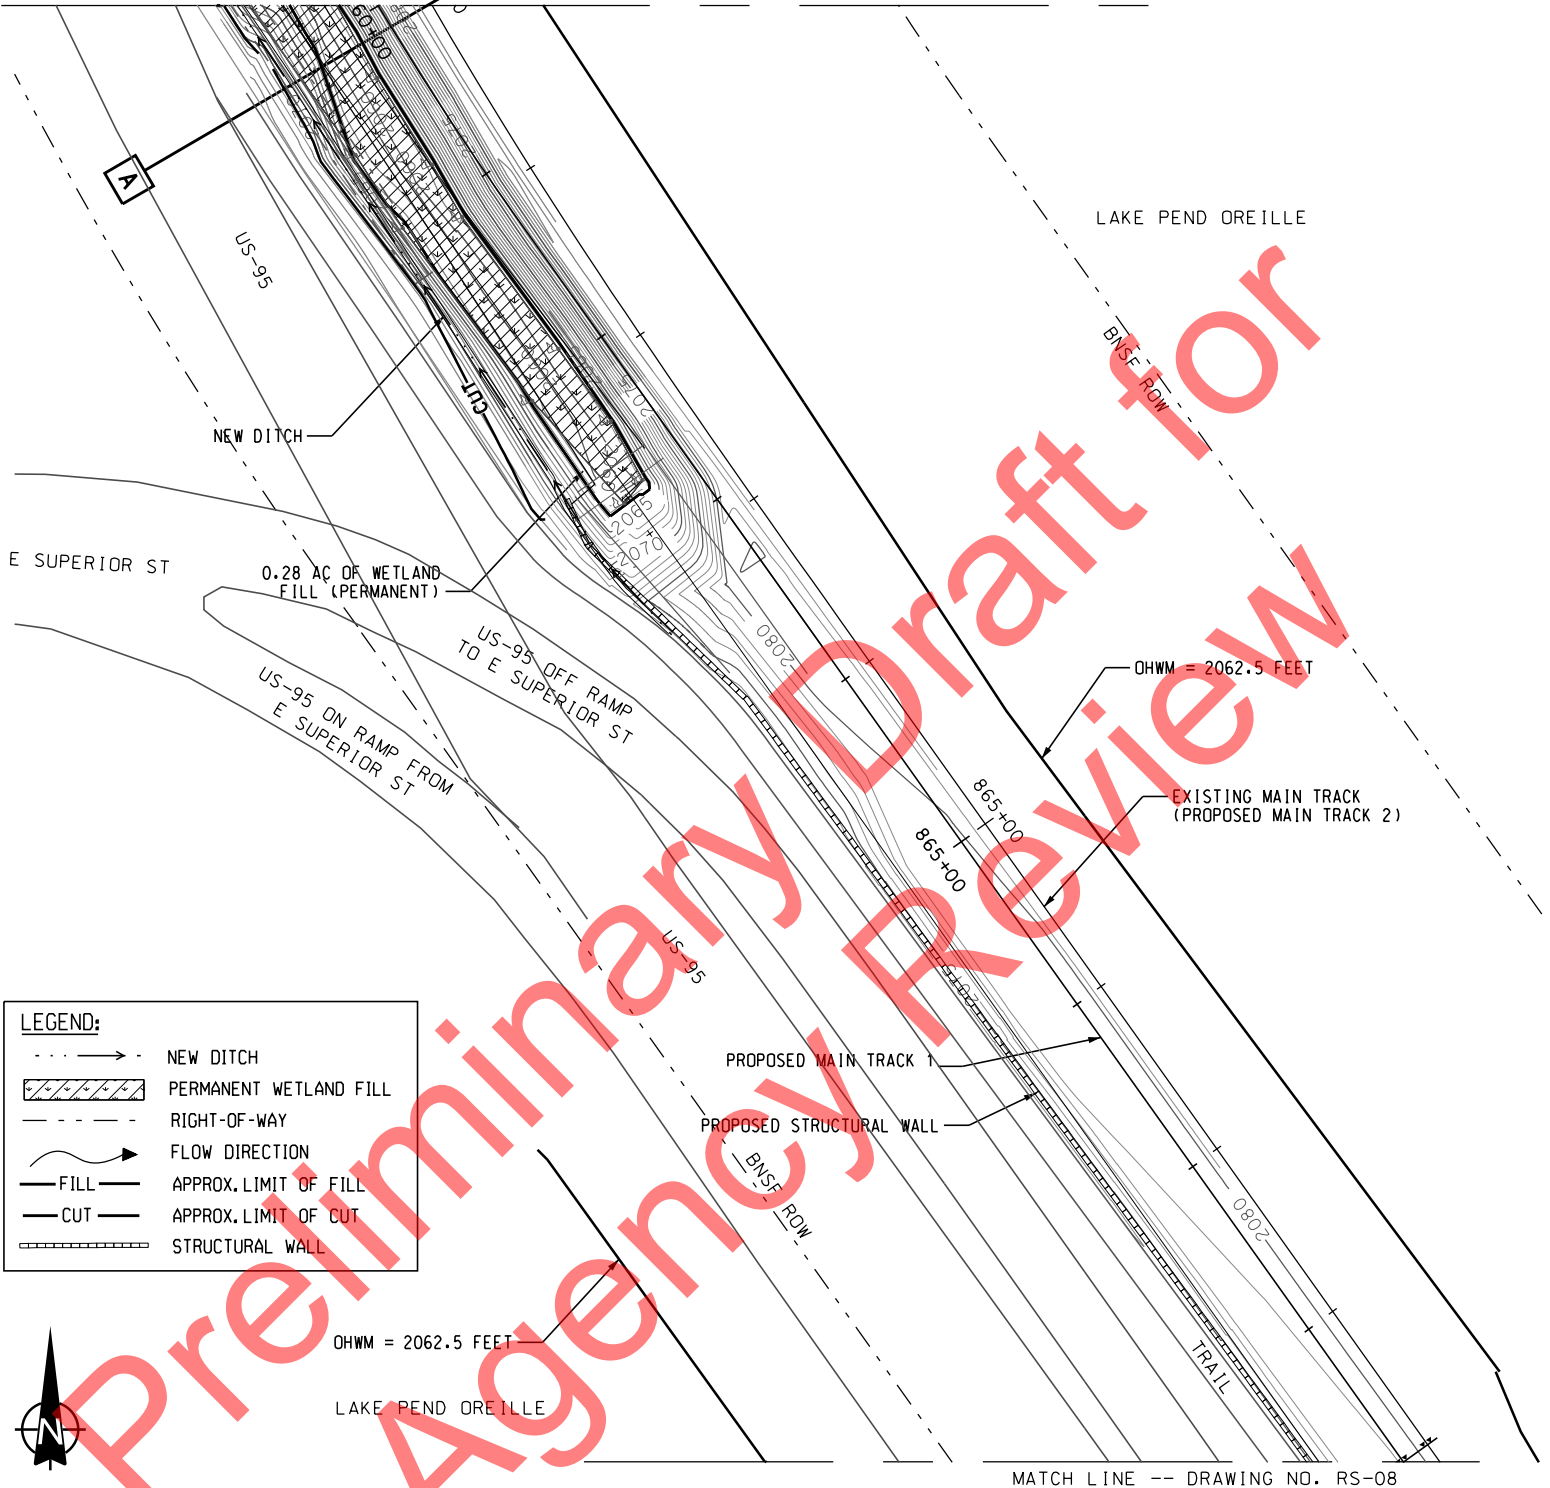 60+00
2075
A
US-95
LAKE PEND OREILLE
BNSF ROW
2075
CUT
NEW DITCH
2065
2070
E SUPERIOR ST
0.28 AC OF WETLAND
FILL (PERMANENT)
US-95 OFF RAMP
TO E SUPERIOR ST
2080
OHWM = 2062.5 FEET
US-95 ON RAMP FROM
E SUPERIOR ST
865+00
865+00
EXISTING MAIN TRACK
(PROPOSED MAIN TRACK 2)
US-95
2075
PROPOSED MAIN TRACK 1
PROPOSED STRUCTURAL WALL
BNSF ROW
2080
TRAIL
LEGEND:
NEW DITCH
PERMANENT WETLAND FILL
RIGHT-OF-WAY
FLOW DIRECTION
FILL APPROX. LIMIT OF FILL
CUT APPROX. LIMIT OF CUT
STRUCTURAL WALL
OHWM = 2062.5 FEET
LAKE PEND OREILLE
N
MATCH LINE -- DRAWING NO. RS-08
Preliminary Draft for
Agency Review